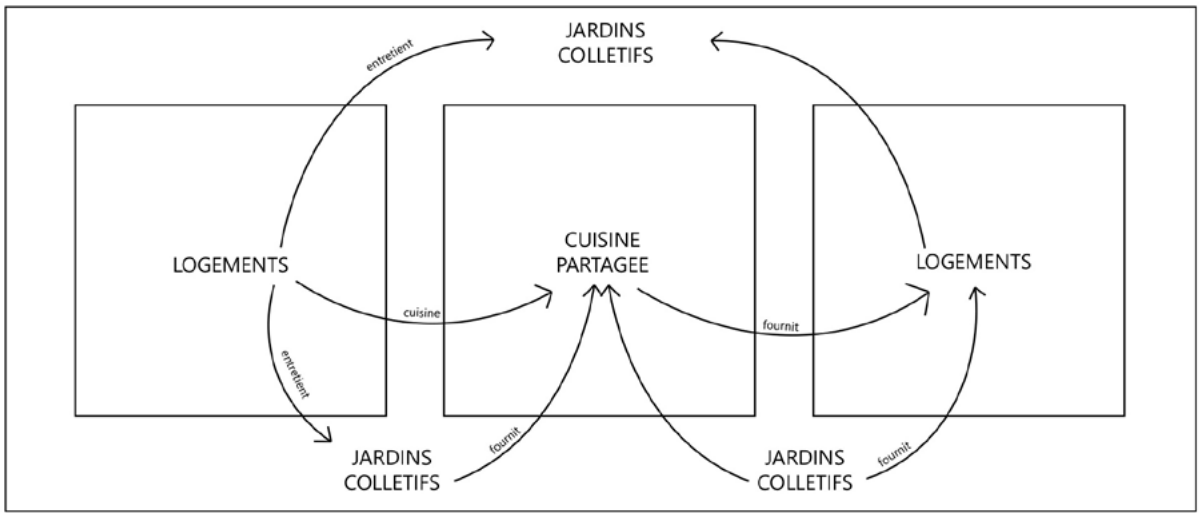 JARDINS
COLLETIFS
entretient
CUISINE
PARTAGEE
LOGEMENTS
LOGEMENTS
cuisine
fournit
entretient
fournit
fournit
JARDINS
COLLETIFS
JARDINS
COLLETIFS